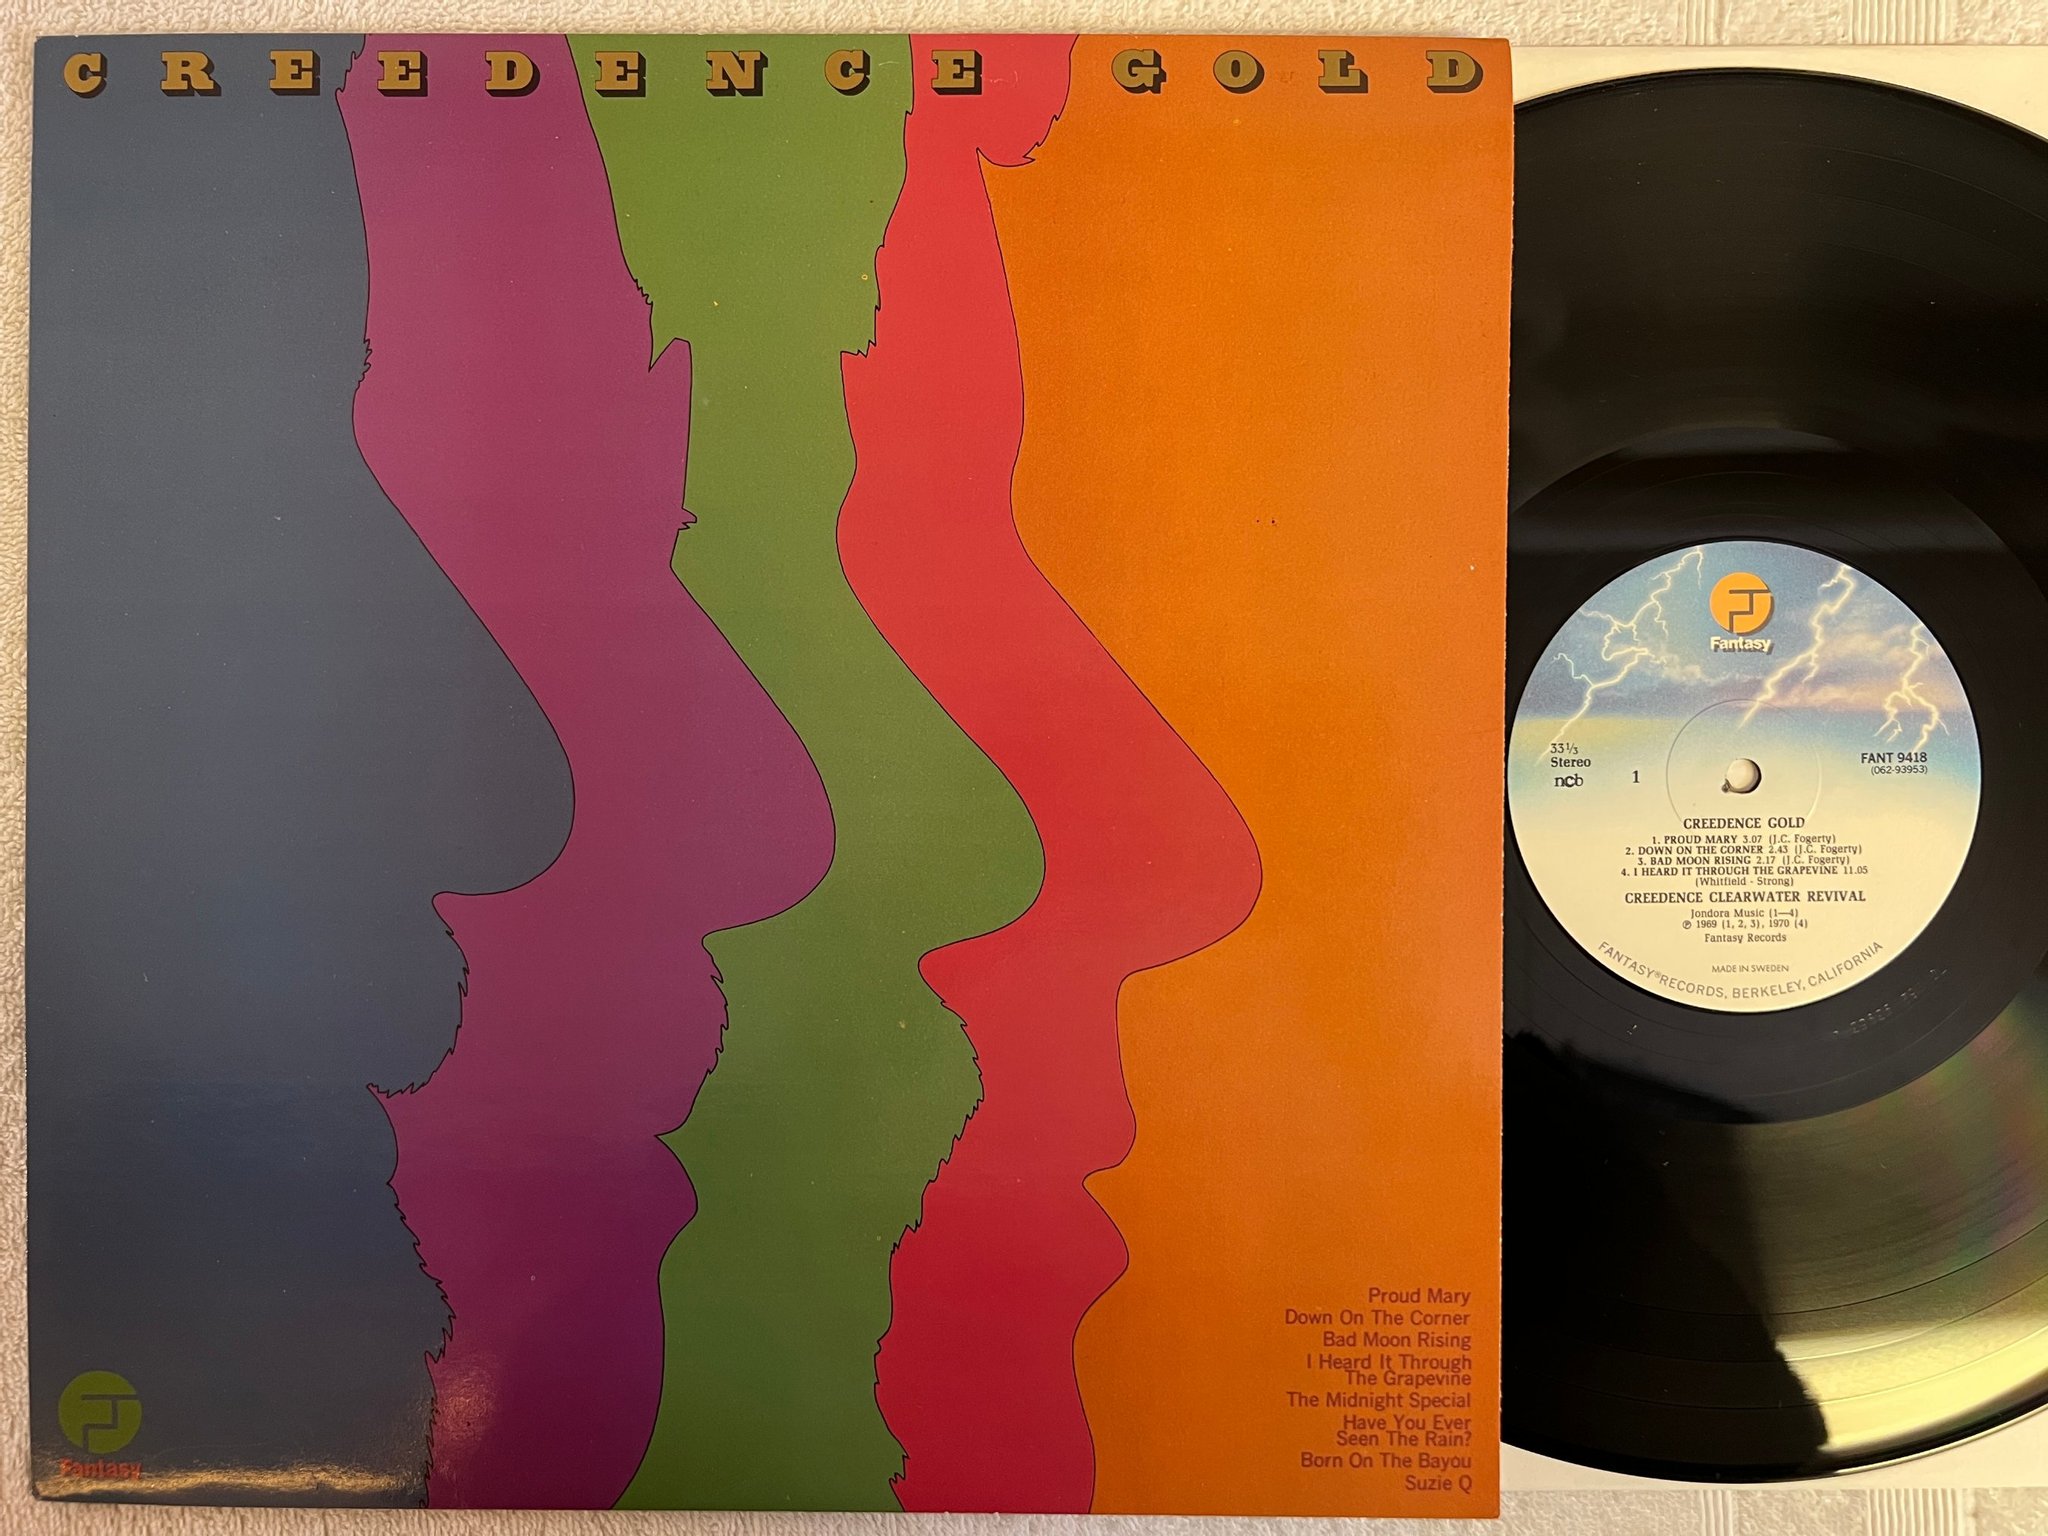 CREEDENCE GOLD
Proud Mary
Down On The Corner
Bad Moon Rising
I Heard It Through
The Grapevine
The Midnight Special
Have You Ever
Seen The Rain?
Born On The Bayou
Suzie Q
Fantasy
Fantasy
33⅓
Stereo
ncb
1
FANT 9418
(062-93953)
CREEDENCE GOLD
1. PROUD MARY 3.07 (J.C. Fogerty)
2. DOWN ON THE CORNER 2.43 (J.C. Fogerty)
3. BAD MOON RISING 2.17 (J.C. Fogerty)
4. I HEARD IT THROUGH THE GRAPEVINE 11.05
(Whitfield - Strong)
CREEDENCE CLEARWATER REVIVAL
Jondora Music (1—4)
℗ 1969 (1, 2, 3), 1970 (4)
Fantasy Records
MADE IN SWEDEN
FANTASY® RECORDS, BERKELEY, CALIFORNIA